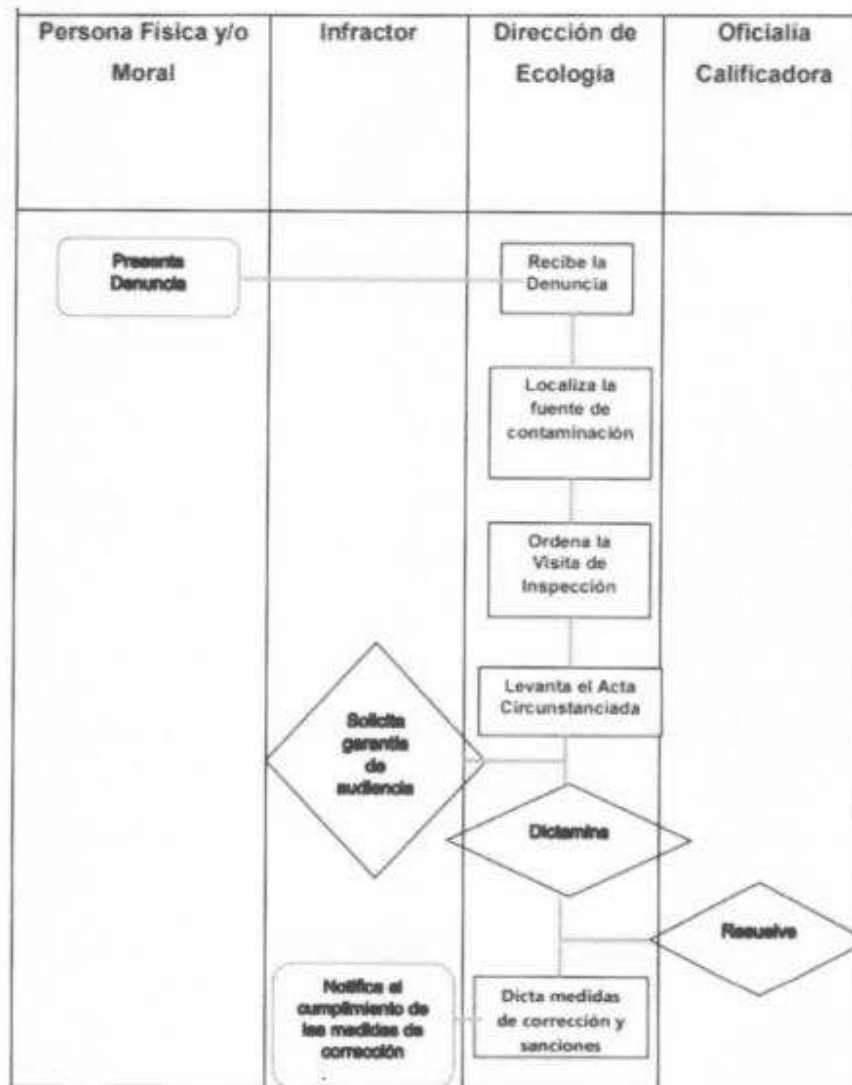 Persona Física y/o
Moral
Infractor
Dirección de
Ecología
Oficialía
Calificadora
Presenta
Denuncia
Recibe la
Denuncia
Localiza la
fuente de
contaminación
Ordena la
Visita de
Inspección
Levanta el Acta
Circunstanciada
Solicita
garantía
de
audiencia
Dictamina
Resuelve
Notifica el
cumplimiento de
las medidas de
corrección
Dicta medidas
de corrección y
sanciones